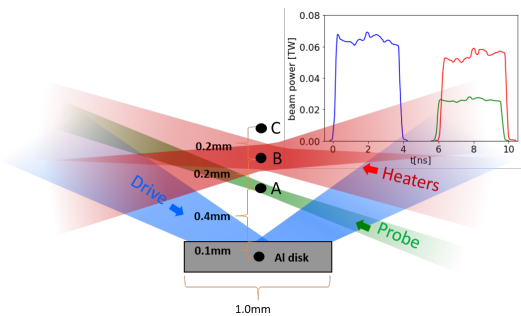 0.08
0.06
0.04
0.02
0.00
beam power [TW]
0 2 4 6 8 10
t[ns]
C
0.2mm
B
0.2mm
A
Heaters
Drive
0.4mm
Probe
0.1mm
Al disk
1.0mm